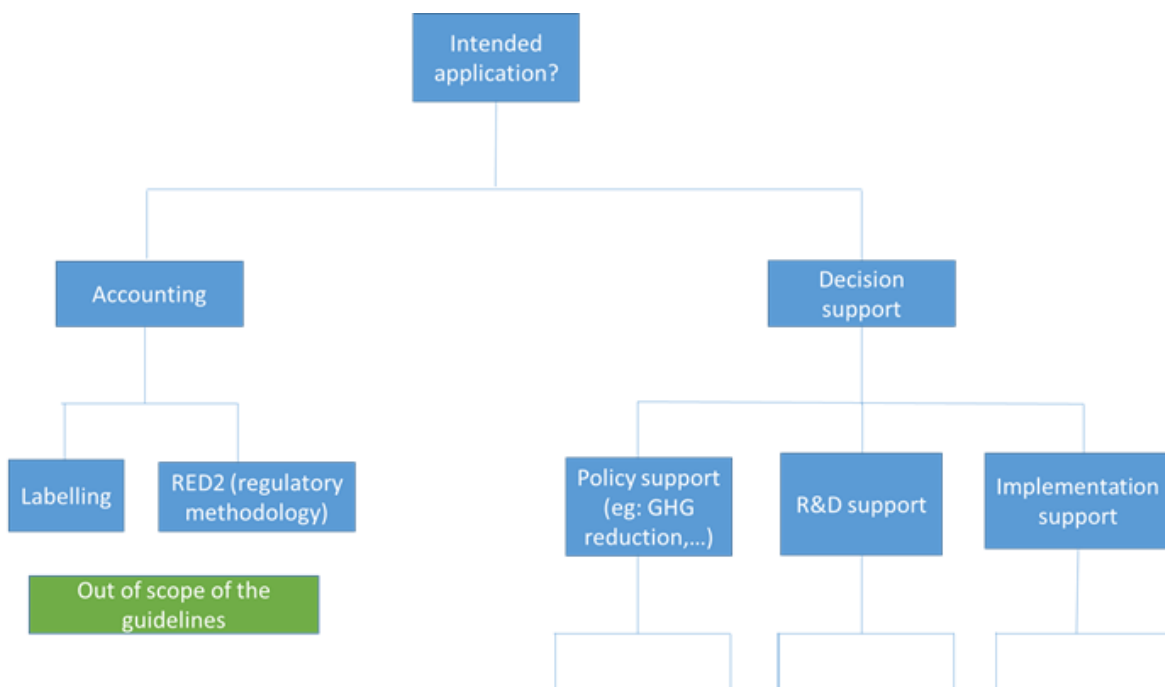 Intended
application?
Accounting
Decision
support
Labelling
RED2 (regulatory
methodology)
Policy support
(eg: GHG
reduction,...)
R&D support
Implementation
support
Out of scope of the
guidelines